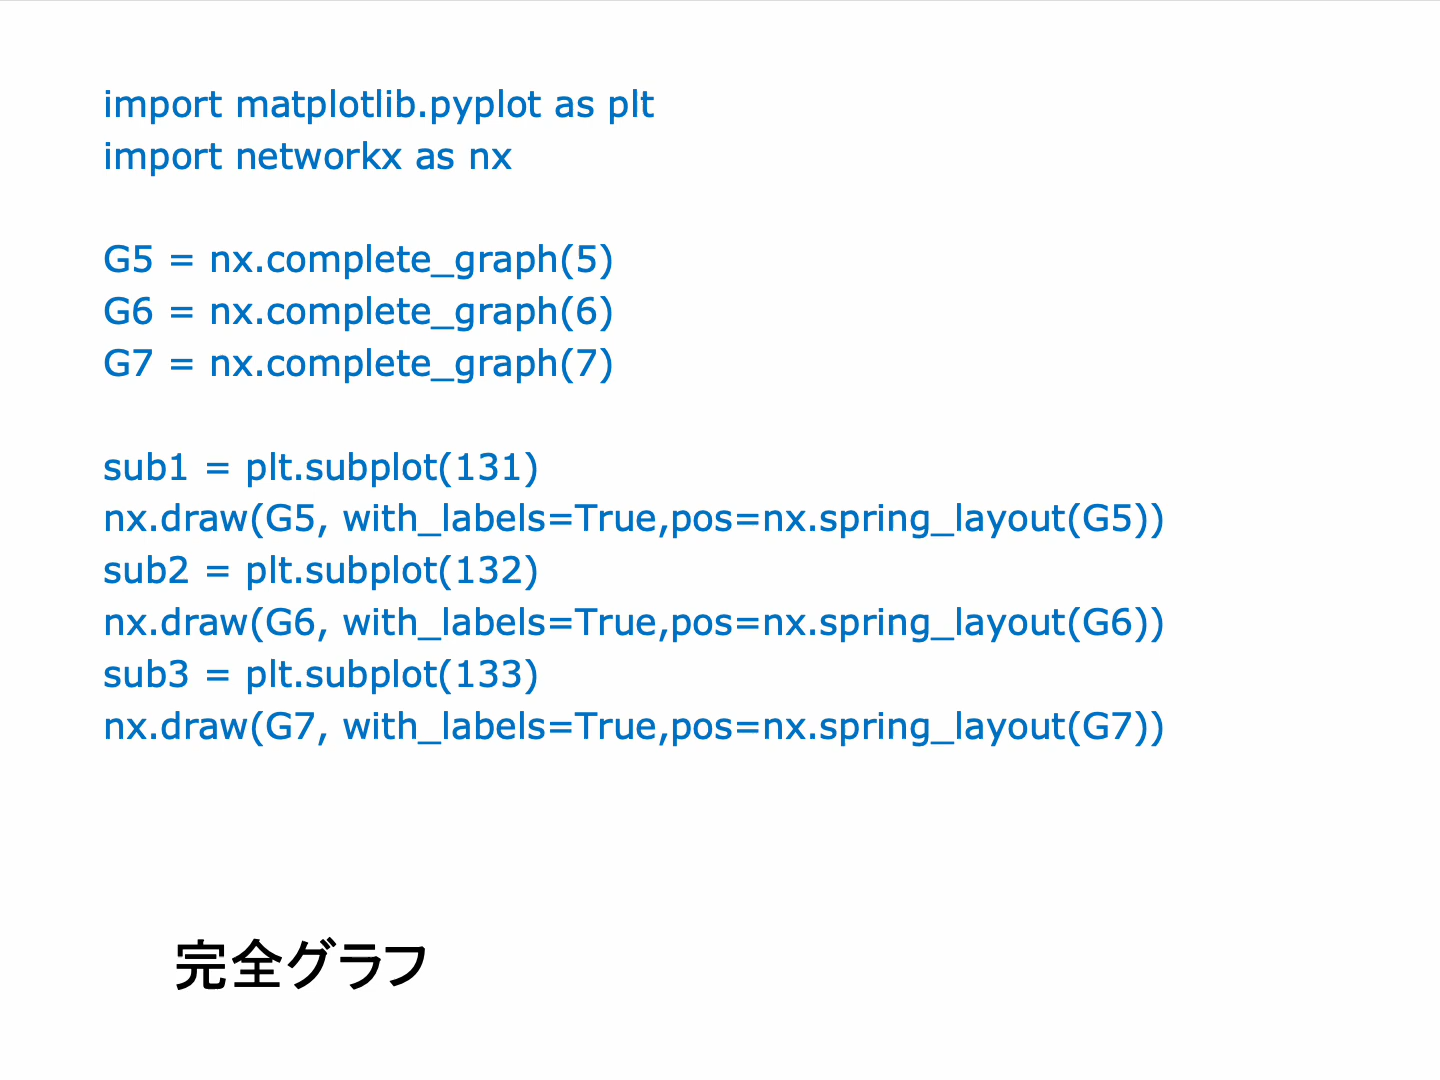 import matplotlib.pyplot as plt
import networkx as nx
G5 = nx.complete_graph(5)
G6 = nx.complete_graph(6)
G7 = nx.complete_graph(7)
sub1 = plt.subplot(131)
nx.draw(G5, with_labels=True,pos=nx.spring_layout(G5))
sub2 = plt.subplot(132)
nx.draw(G6, with_labels=True,pos=nx.spring_layout(G6))
sub3 = plt.subplot(133)
nx.draw(G7, with_labels=True,pos=nx.spring_layout(G7))
完全グラフ